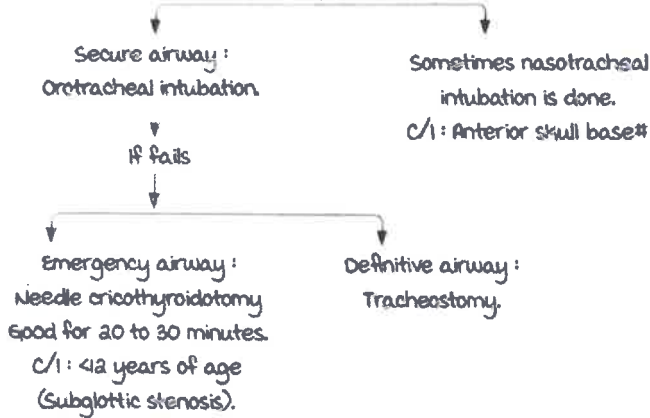 Secure airway :
Orotracheal intubation.
Sometimes nasotracheal
intubation is done.
C/I : Anterior skull base#
If fails
Emergency airway :
Needle cricothyroidotomy
Good for 20 to 30 minutes.
C/I : <12 years of age
(Subglottic stenosis).
Definitive airway :
Tracheostomy.